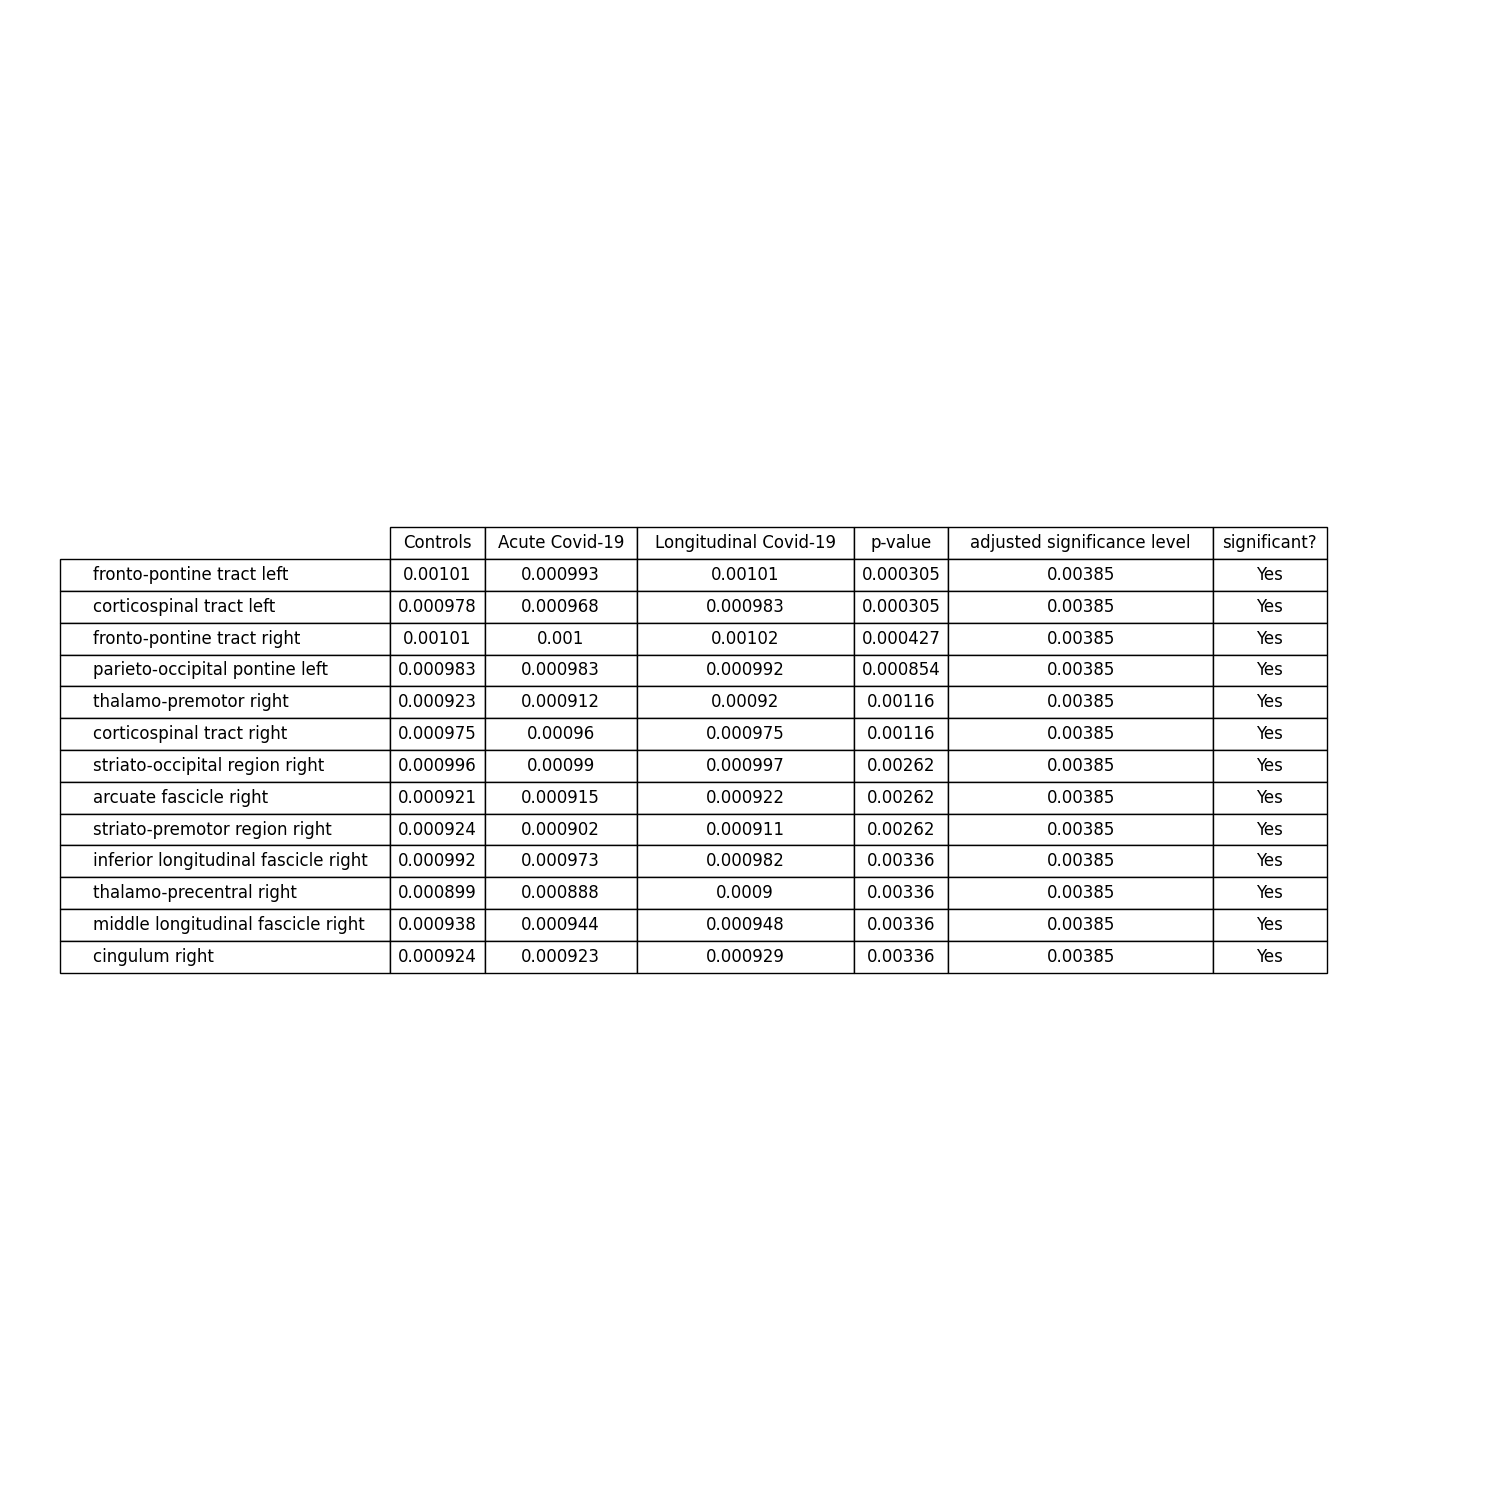 Controls Acute Covid-19 Longitudinal Covid-19 p-value adjusted significance level significant?
fronto-pontine tract left 0.00101 0.000993 0.00101 0.000305 0.00385 Yes
corticospinal tract left 0.000978 0.000968 0.000983 0.000305 0.00385 Yes
fronto-pontine tract right 0.00101 0.001 0.00102 0.000427 0.00385 Yes
parieto-occipital pontine left 0.000983 0.000983 0.000992 0.000854 0.00385 Yes
thalamo-premotor right 0.000923 0.000912 0.00092 0.00116 0.00385 Yes
corticospinal tract right 0.000975 0.00096 0.000975 0.00116 0.00385 Yes
striato-occipital region right 0.000996 0.00099 0.000997 0.00262 0.00385 Yes
arcuate fascicle right 0.000921 0.000915 0.000922 0.00262 0.00385 Yes
striato-premotor region right 0.000924 0.000902 0.000911 0.00262 0.00385 Yes
inferior longitudinal fascicle right 0.000992 0.000973 0.000982 0.00336 0.00385 Yes
thalamo-precentral right 0.000899 0.000888 0.0009 0.00336 0.00385 Yes
middle longitudinal fascicle right 0.000938 0.000944 0.000948 0.00336 0.00385 Yes
cingulum right 0.000924 0.000923 0.000929 0.00336 0.00385 Yes